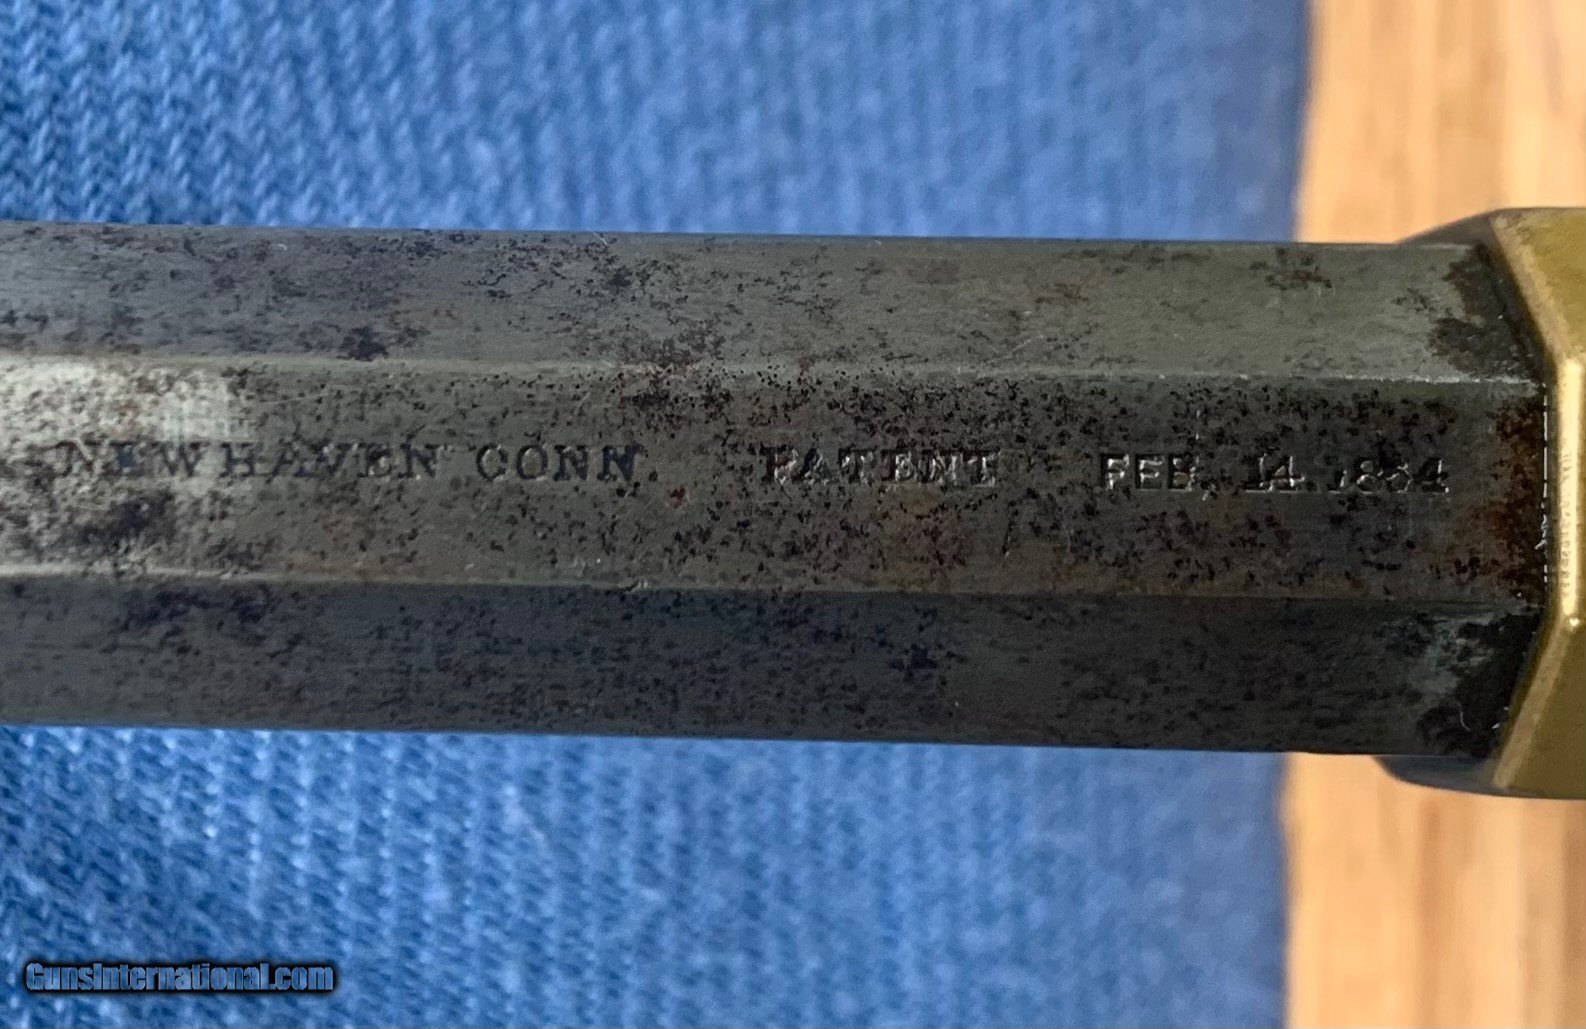 NEW HAVEN CONN. PATENT FEB. 14. 1854
GunsInternational.com